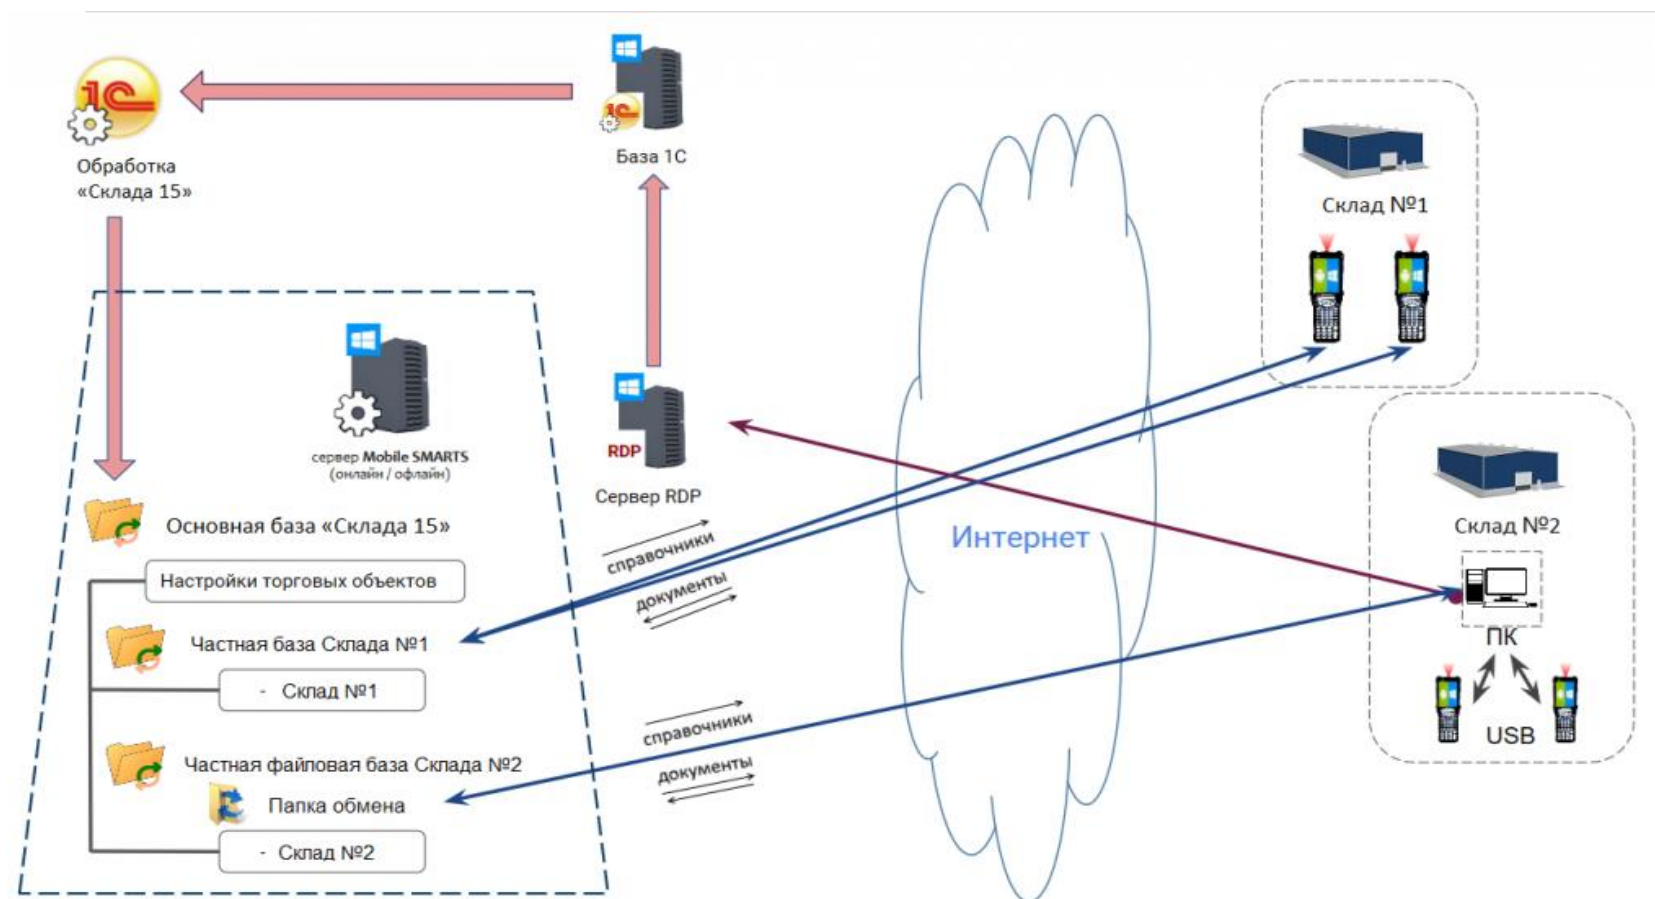 1С
1С
База 1С
Обработка
«Склада 15»
Склад №1
сервер Mobile SMARTS
(онлайн / офлайн)
RDP
Сервер RDP
Склад №2
Основная база «Склада 15»
справочники
Интернет
Настройки торговых объектов
документы
Частная база Склада №1
ПК
- Склад №1
справочники
USB
Частная файловая база Склада №2
документы
Папка обмена
- Склад №2